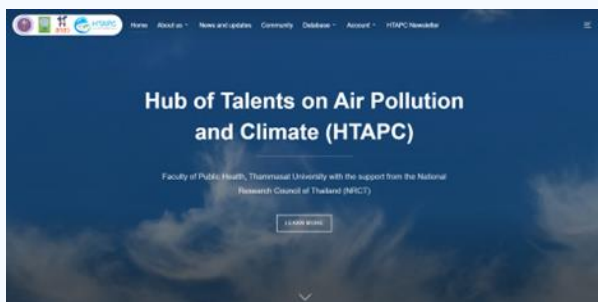 HTAPC Home About us News and updates Community Database Account HTAPC Newsletter
Hub of Talents on Air Pollution
and Climate (HTAPC)
Faculty of Public Health, Thammasat University with the support from the National
Research Council of Thailand (NRCT)
LEARN MORE